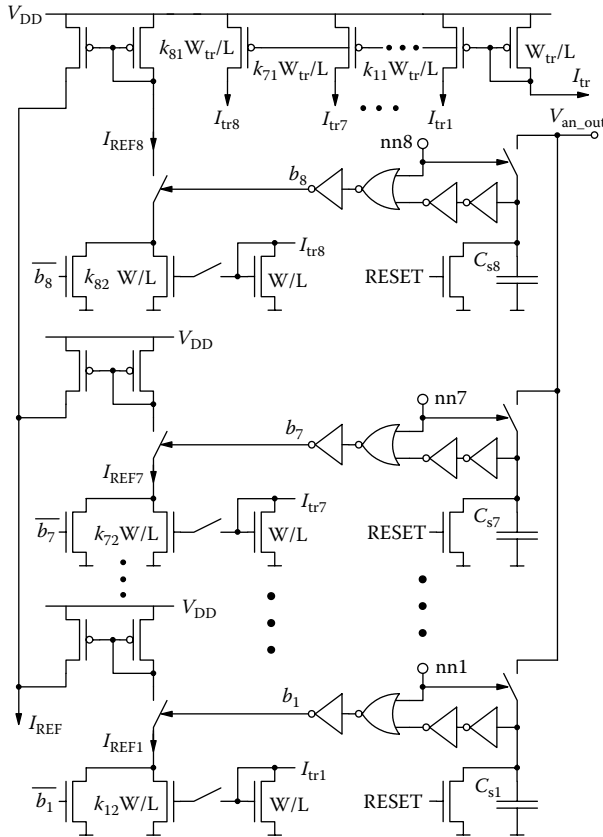 V_DD
k_81 W_tr/L
k_71 W_tr/L
k_11 W_tr/L
W_tr/L
I_tr
I_tr8
I_tr7
I_tr1
V_an_out
I_REF8
nn8
b_8
I_tr8
b̅_8
k_82 W/L
W/L
RESET
C_s8
V_DD
nn7
b_7
I_REF7
I_tr7
b̅_7
k_72 W/L
W/L
RESET
C_s7
V_DD
nn1
b_1
I_REF
I_REF1
I_tr1
b̅_1
k_12 W/L
W/L
RESET
C_s1